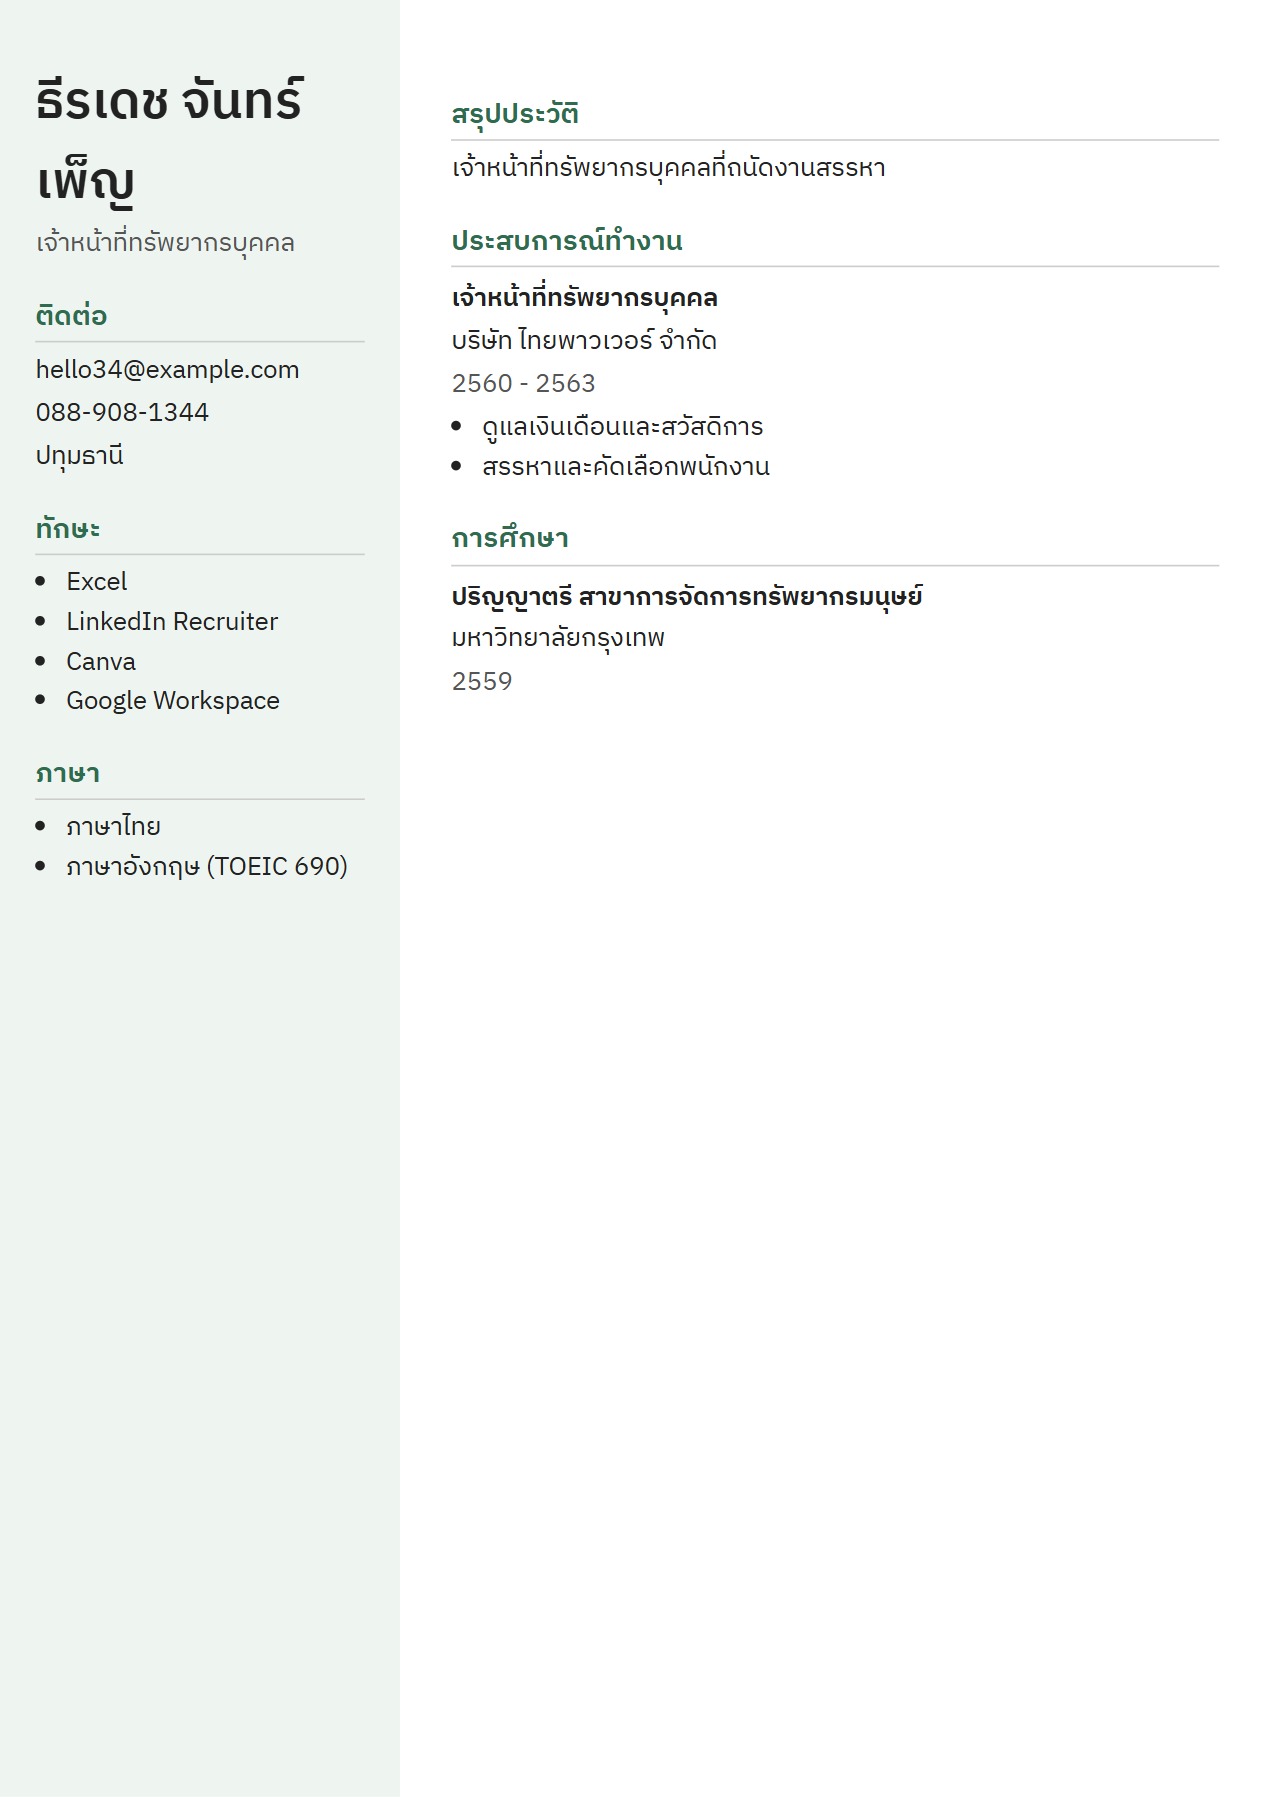 ธีรเดช จันทร์
เพ็ญ
เจ้าหน้าที่ทรัพยากรบุคคล
ติดต่อ
hello34@example.com
088-908-1344
ปทุมธานี
ทักษะ
Excel
LinkedIn Recruiter
Canva
Google Workspace
ภาษา
ภาษาไทย
ภาษาอังกฤษ (TOEIC 690)
สรุปประวัติ
เจ้าหน้าที่ทรัพยากรบุคคลที่ถนัดงานสรรหา
ประสบการณ์ทำงาน
เจ้าหน้าที่ทรัพยากรบุคคล
บริษัท ไทยพาวเวอร์ จำกัด
2560 - 2563
ดูแลเงินเดือนและสวัสดิการ
สรรหาและคัดเลือกพนักงาน
การศึกษา
ปริญญาตรี สาขาการจัดการทรัพยากรมนุษย์
มหาวิทยาลัยกรุงเทพ
2559